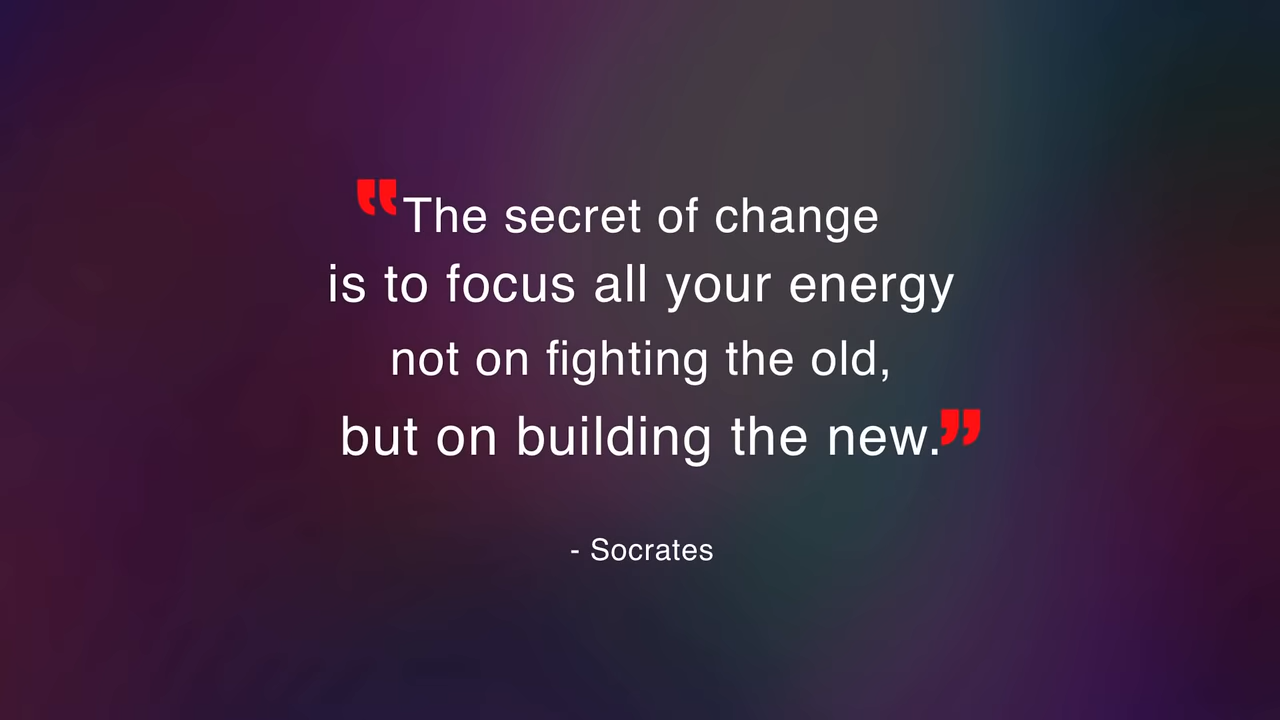 “The secret of change
is to focus all your energy
not on fighting the old,
but on building the new.”
- Socrates